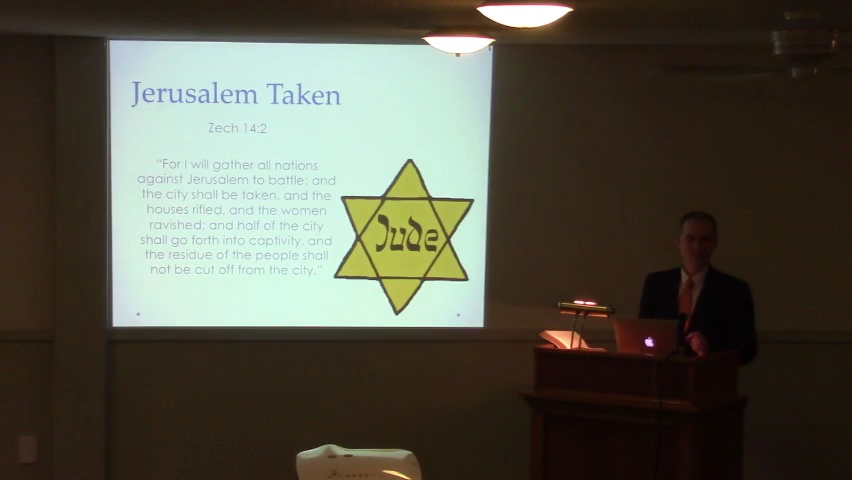 Jerusalem Taken
Zech 14:2
"For I will gather all nations
against Jerusalem to battle; and
the city shall be taken, and the
houses rifled, and the women
ravished; and half of the city
shall go forth into captivity, and
the residue of the people shall
not be cut off from the city."
Jude